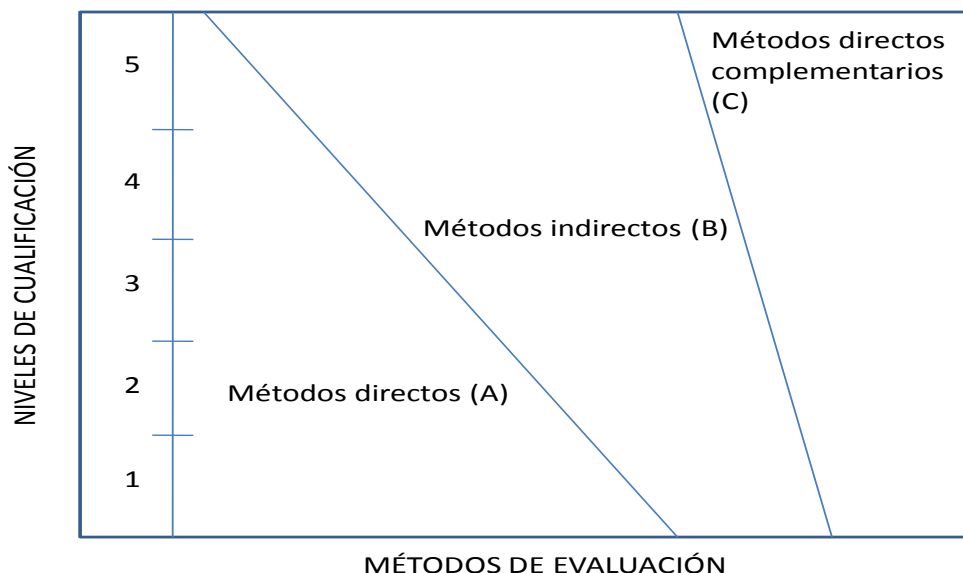 Métodos directos
complementarios
(C)
5
4
Métodos indirectos (B)
3
2
Métodos directos (A)
1
NIVELES DE CUALIFICACIÓN
MÉTODOS DE EVALUACIÓN